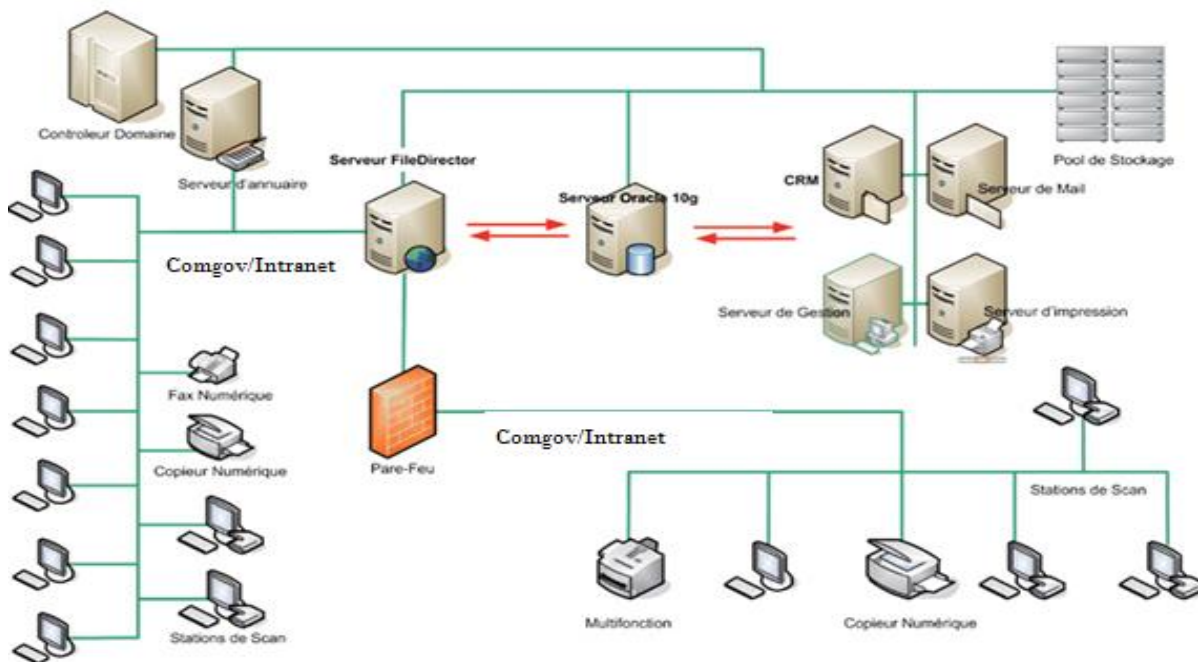 Controleur Domaine
Serveur d'annuaire
Serveur FileDirector
Serveur Oracle 10g
CRM
Serveur de Mail
Pool de Stockage
Comgov/Intranet
Serveur de Gestion
Serveur d'impression
Fax Numérique
Copieur Numérique
Pare-Feu
Comgov/Intranet
Stations de Scan
Stations de Scan
Multifonction
Copieur Numérique